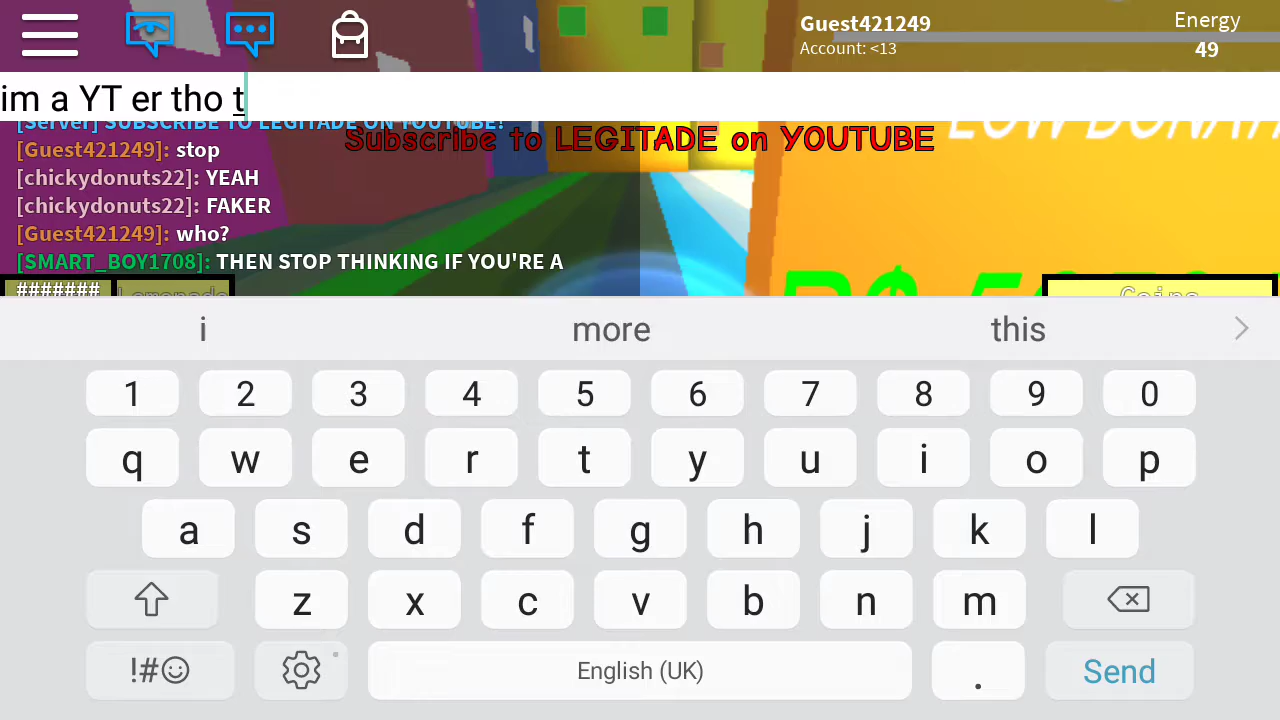 Guest421249
Account: <13
Energy
49
im a YT er tho t
[Server] SUBSCRIBE TO LEGITADE ON YOUTUBE!
Subscribe to LEGITADE on YOUTUBE
[Guest421249]: stop
[chickydonuts22]: YEAH
[chickydonuts22]: FAKER
[Guest421249]: who?
[SMART_BOY1708]: THEN STOP THINKING IF YOU'RE A
#######
Lemonade
Coins
i more this
1 2 3 4 5 6 7 8 9 0
q w e r t y u i o p
a s d f g h j k l
z x c v b n m
!#☺ English (UK) . Send